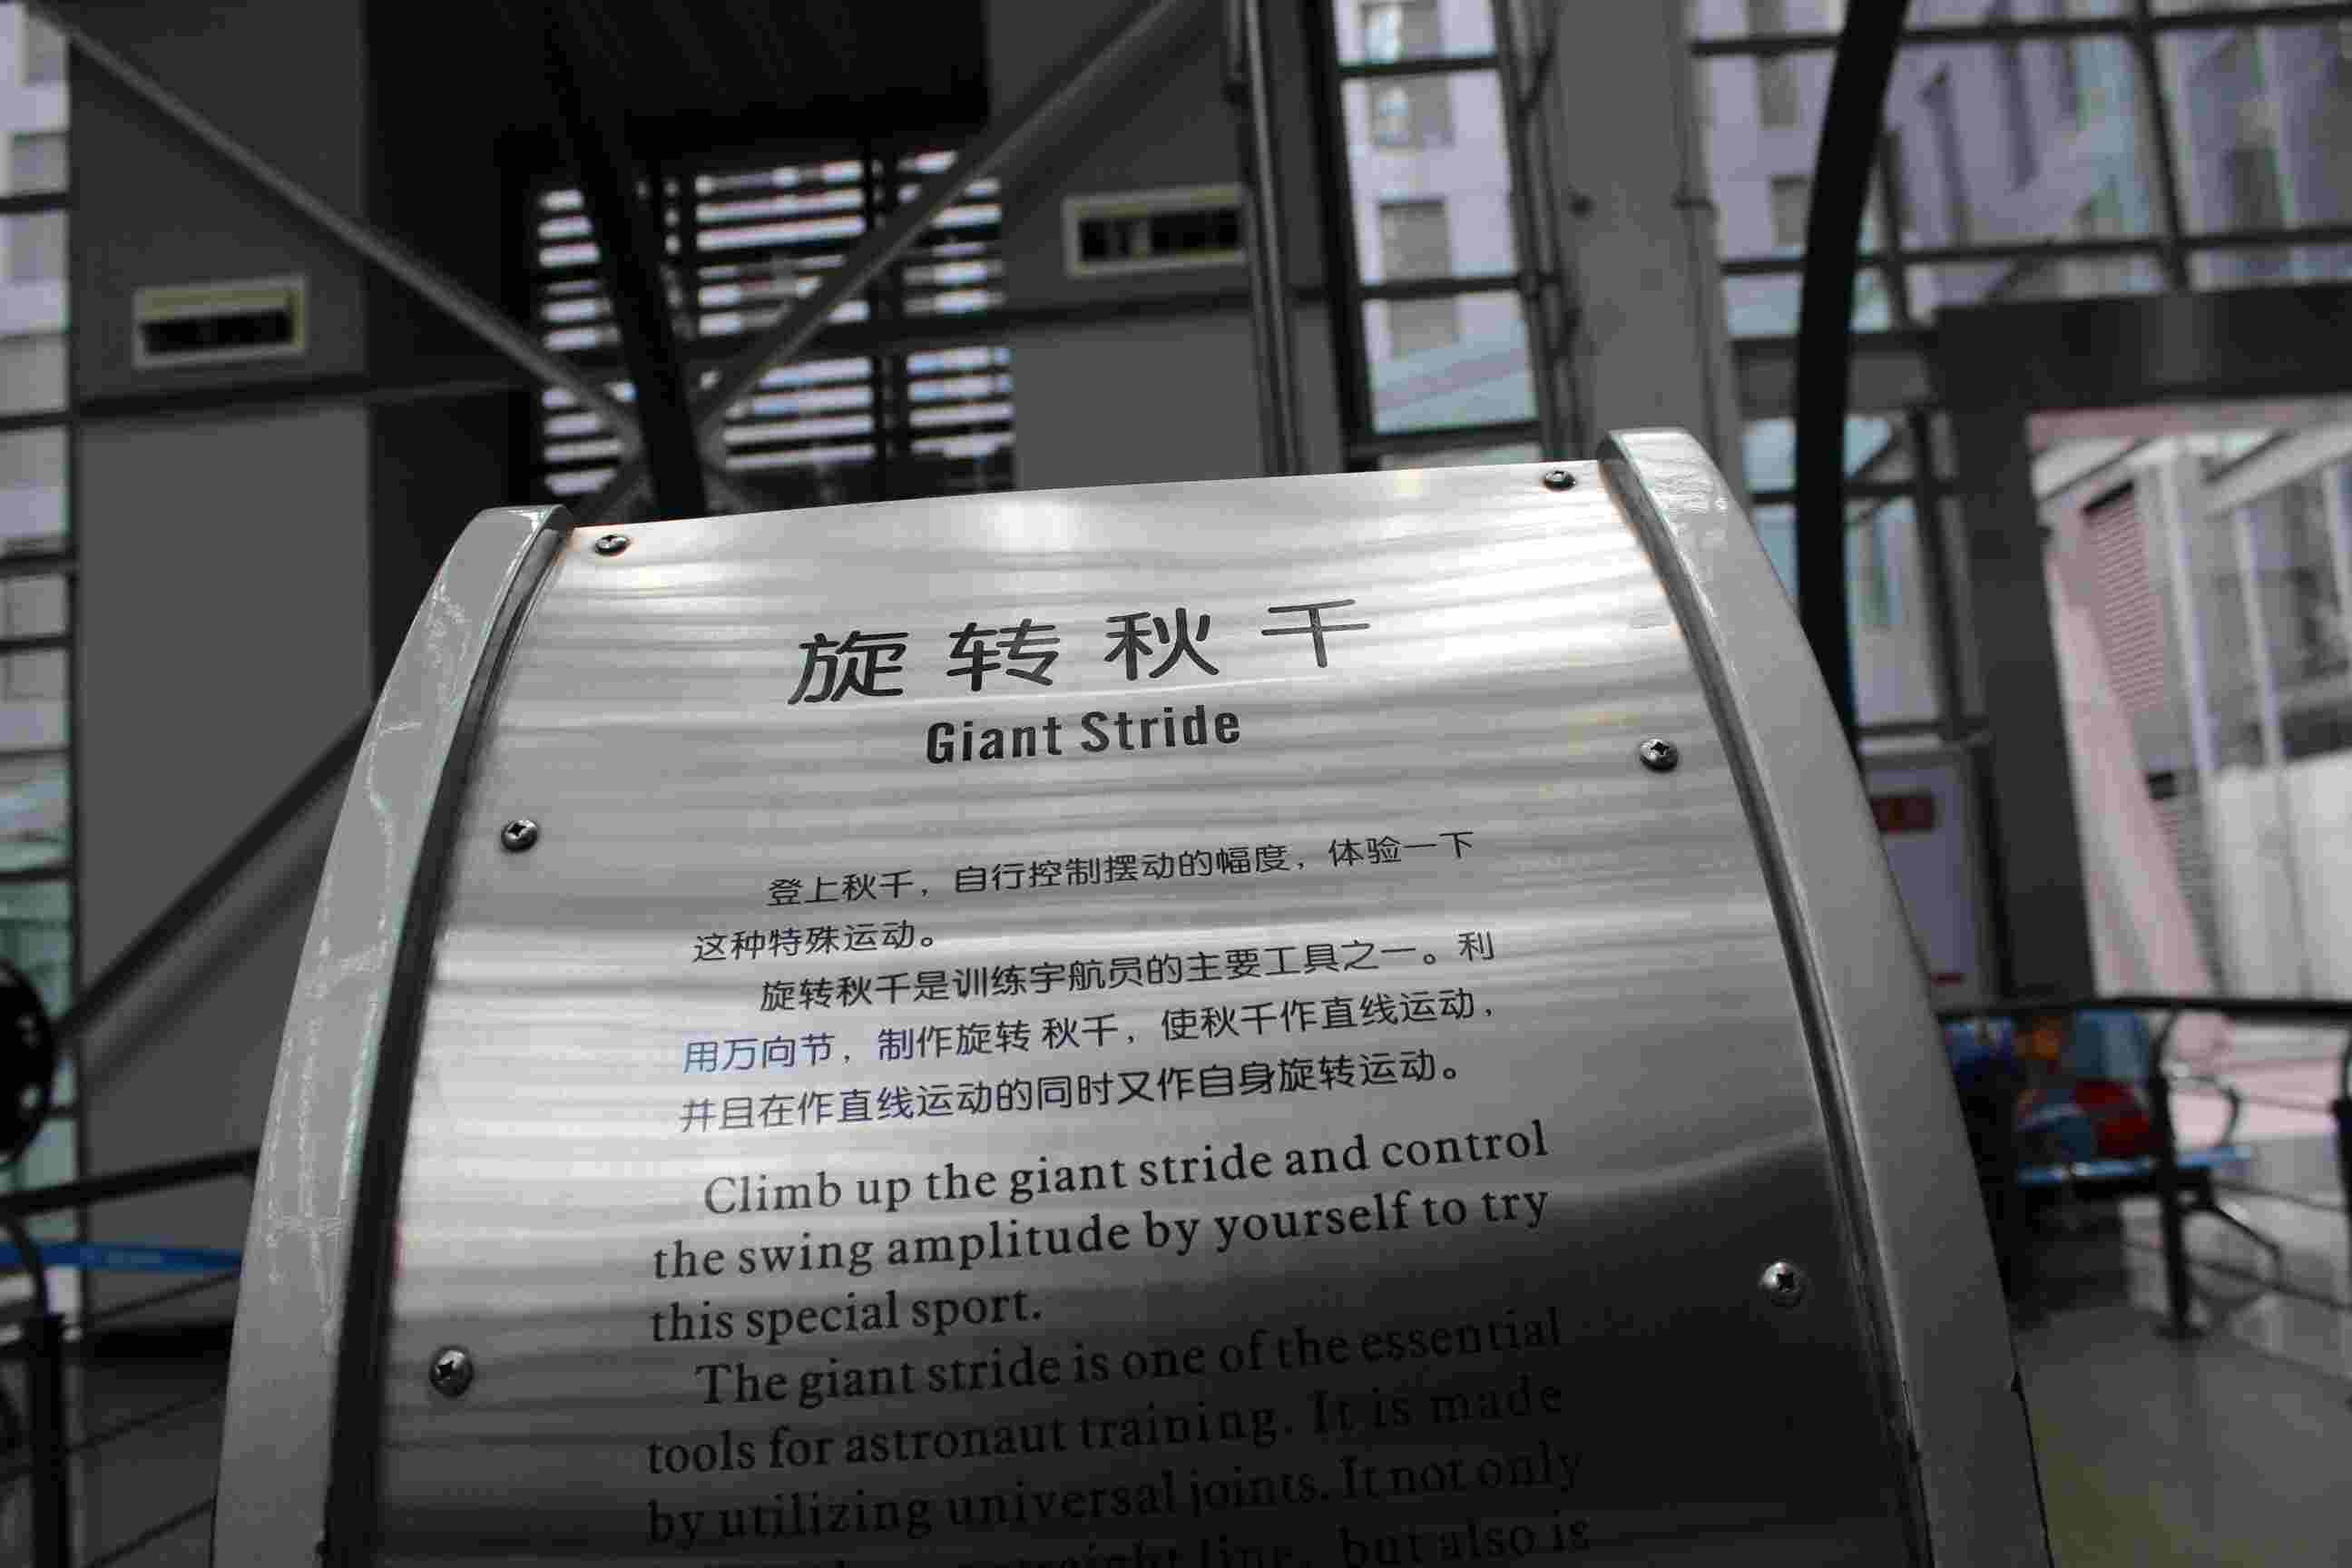 旋转秋千
Giant Stride
登上秋千，自行控制摆动的幅度，体验一下
这种特殊运动。
旋转秋千是训练宇航员的主要工具之一。利
用万向节，制作旋转 秋千，使秋千作直线运动，
并且在作直线运动的同时又作自身旋转运动。
Climb up the giant stride and control
the swing amplitude by yourself to try
this special sport.
The giant stride is one of the essential
tools for astronaut training. It is made
by utilizing universal joints. It not only
straight line, but also is